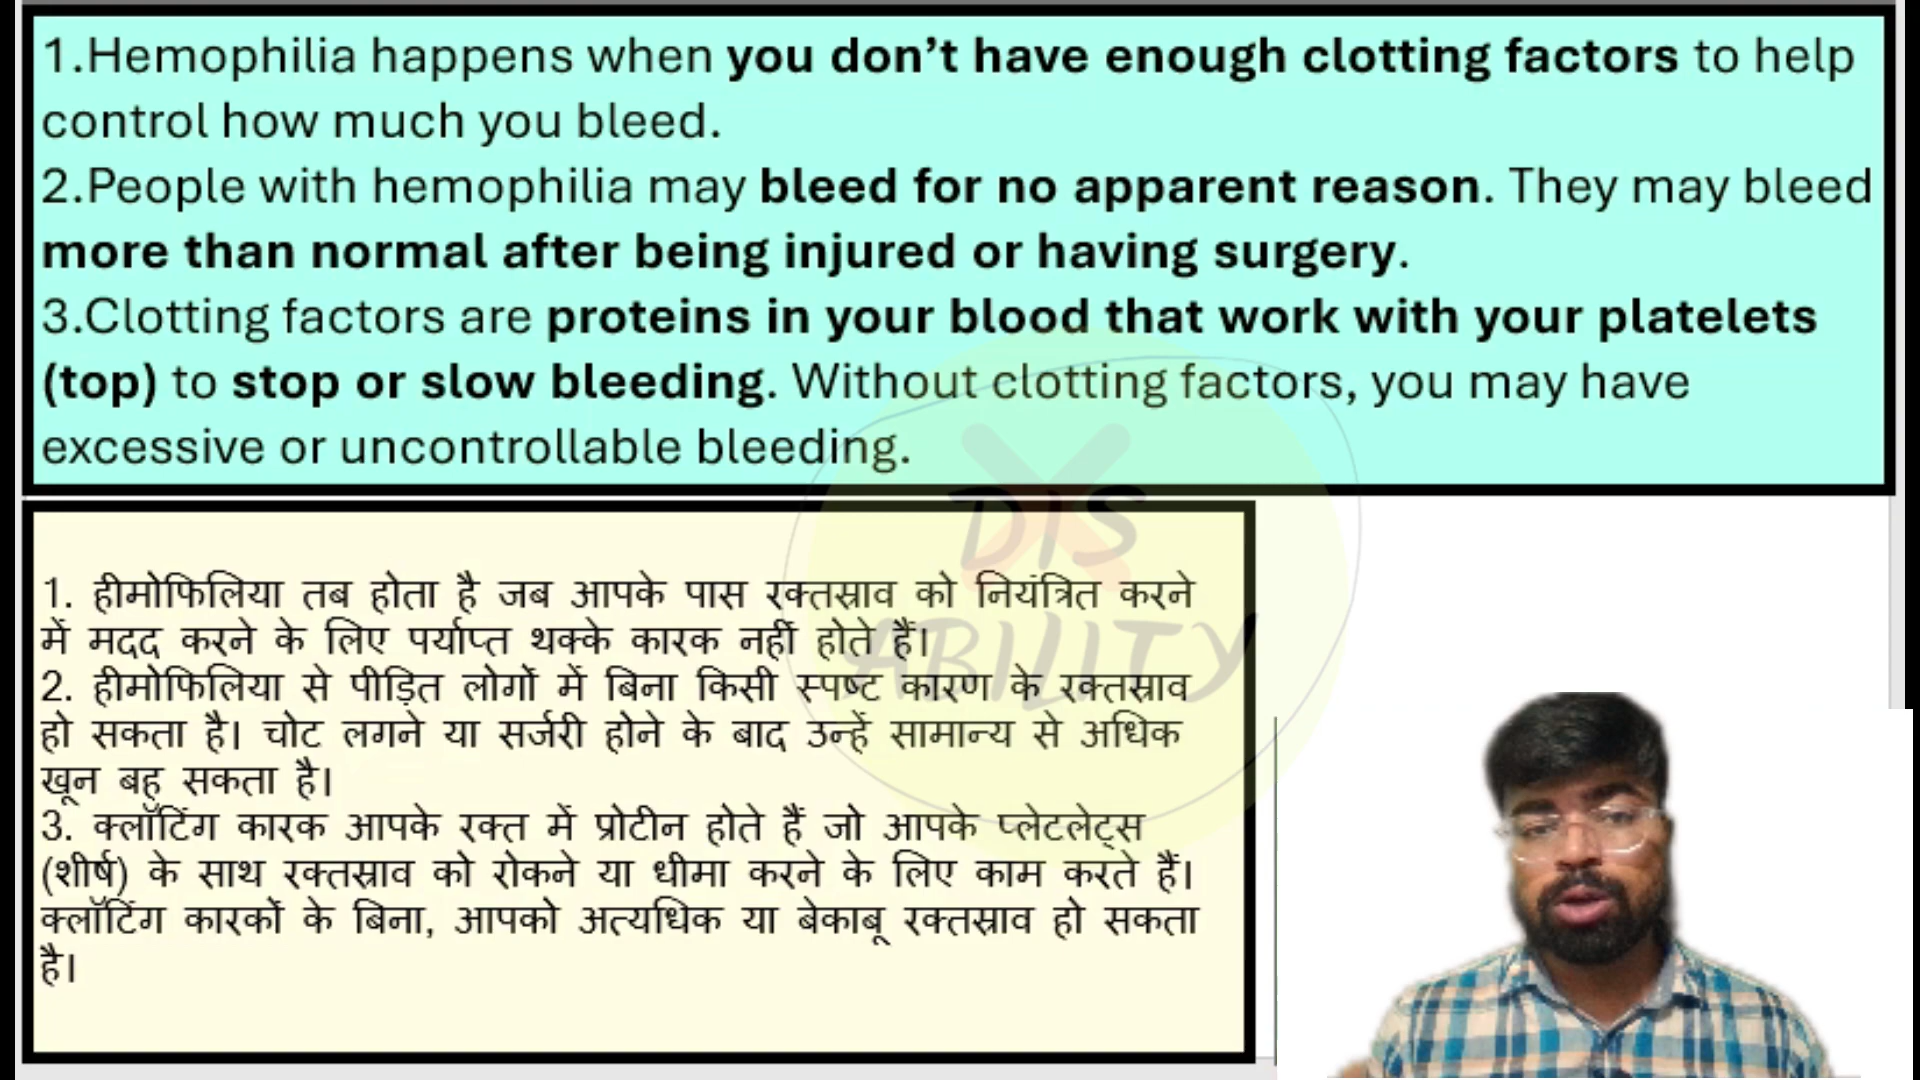 1.Hemophilia happens when you don’t have enough clotting factors to help
control how much you bleed.
2.People with hemophilia may bleed for no apparent reason. They may bleed
more than normal after being injured or having surgery.
3.Clotting factors are proteins in your blood that work with your platelets
(top) to stop or slow bleeding. Without clotting factors, you may have
excessive or uncontrollable bleeding.
DIS
ABILITY
1. हीमोफिलिया तब होता है जब आपके पास रक्तस्राव को नियंत्रित करने
में मदद करने के लिए पर्याप्त थक्के कारक नहीं होते हैं।
2. हीमोफिलिया से पीड़ित लोगों में बिना किसी स्पष्ट कारण के रक्तस्राव
हो सकता है। चोट लगने या सर्जरी होने के बाद उन्हें सामान्य से अधिक
खून बह सकता है।
3. क्लॉटिंग कारक आपके रक्त में प्रोटीन होते हैं जो आपके प्लेटलेट्स
(शीर्ष) के साथ रक्तस्राव को रोकने या धीमा करने के लिए काम करते हैं।
क्लॉटिंग कारकों के बिना, आपको अत्यधिक या बेकाबू रक्तस्राव हो सकता
है।